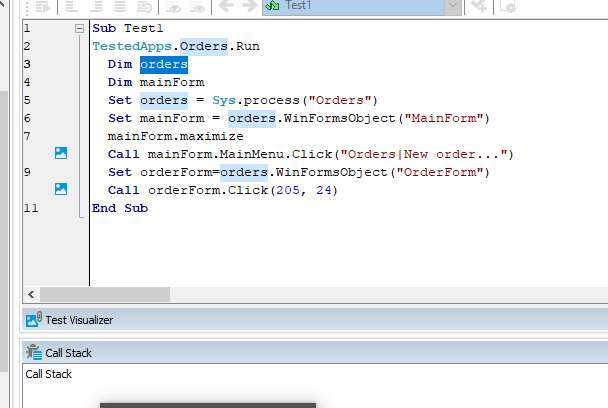 Test1
1 Sub Test1
2 TestedApps.Orders.Run
3 Dim orders
4 Dim mainForm
5 Set orders = Sys.process("Orders")
6 Set mainForm = orders.WinFormsObject("MainForm")
7 mainForm.maximize
Call mainForm.MainMenu.Click("Orders|New order...")
9 Set orderForm=orders.WinFormsObject("OrderForm")
Call orderForm.Click(205, 24)
11 End Sub
Test Visualizer
Call Stack
Call Stack